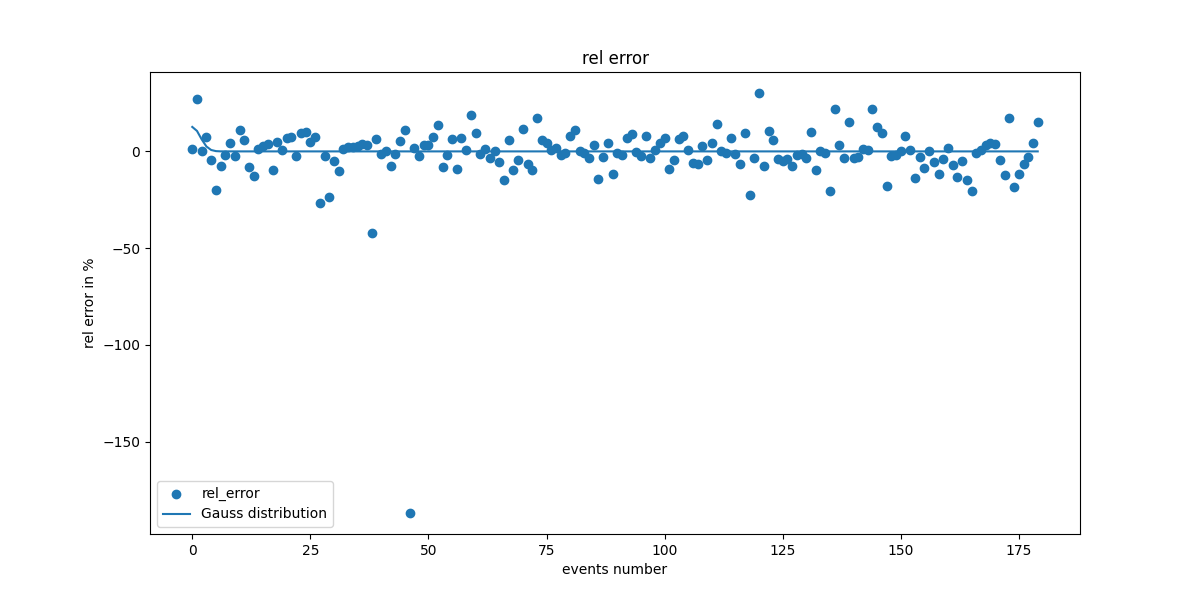 rel error
0
−50
−100
−150
rel error in %
rel_error
Gauss distribution
0 25 50 75 100 125 150 175
events number